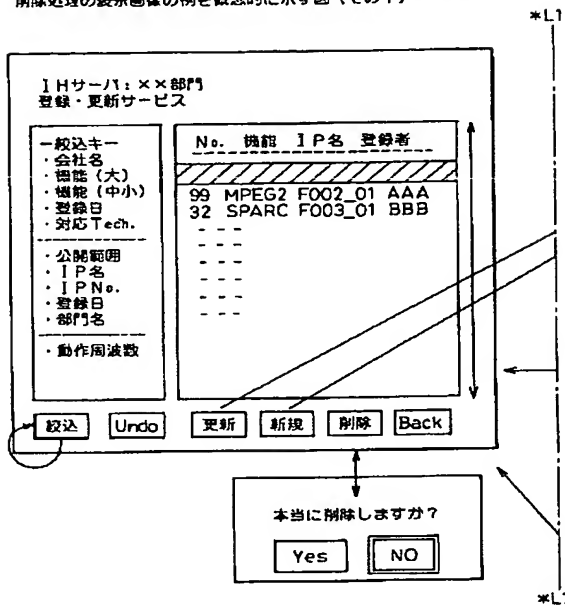 削除処理の表示画像の例を概念的に示す図(その1)
*L1
IHサーバ:××部門
登録・更新サービス
一絞込キー
・会社名
・機能(大)
・機能(中小)
・登録日
・対応Tech.
・公開範囲
・IP名
・IPNo.
・登録日
・部門名
・動作周波数
No. 機能 IP名 登録者
99 MPEG2 F002_01 AAA
32 SPARC F003_01 BBB
- - -
- - -
- - -
- - -
- - -
- - -
絞込 Undo 更新 新規 削除 Back
本当に削除しますか?
Yes NO